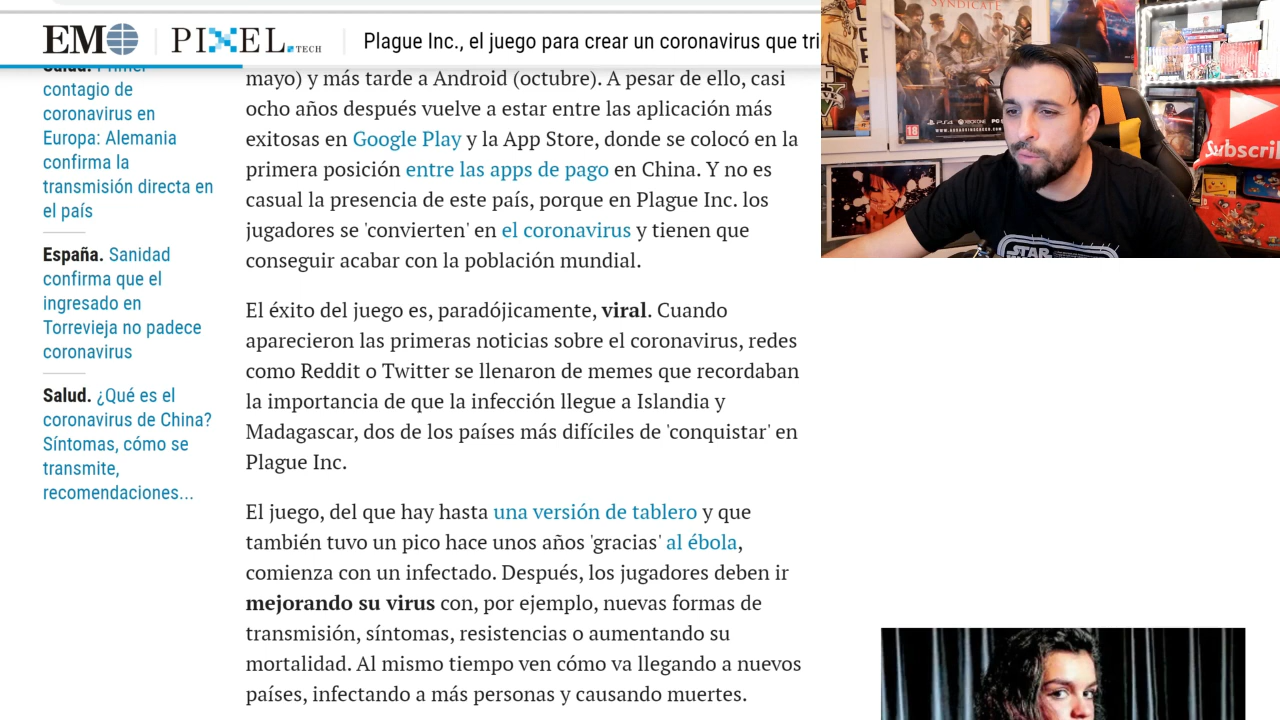 EM
PIXEL.TECH
Plague Inc., el juego para crear un coronavirus que tri
Salud. Primer
contagio de
coronavirus en
Europa: Alemania
confirma la
transmisión directa en
el país
España. Sanidad
confirma que el
ingresado en
Torrevieja no padece
coronavirus
Salud. ¿Qué es el
coronavirus de China?
Síntomas, cómo se
transmite,
recomendaciones...
mayo) y más tarde a Android (octubre). A pesar de ello, casi
ocho años después vuelve a estar entre las aplicación más
exitosas en Google Play y la App Store, donde se colocó en la
primera posición entre las apps de pago en China. Y no es
casual la presencia de este país, porque en Plague Inc. los
jugadores se 'convierten' en el coronavirus y tienen que
conseguir acabar con la población mundial.
El éxito del juego es, paradójicamente, viral. Cuando
aparecieron las primeras noticias sobre el coronavirus, redes
como Reddit o Twitter se llenaron de memes que recordaban
la importancia de que la infección llegue a Islandia y
Madagascar, dos de los países más difíciles de 'conquistar' en
Plague Inc.
El juego, del que hay hasta una versión de tablero y que
también tuvo un pico hace unos años 'gracias' al ébola,
comienza con un infectado. Después, los jugadores deben ir
mejorando su virus con, por ejemplo, nuevas formas de
transmisión, síntomas, resistencias o aumentando su
mortalidad. Al mismo tiempo ven cómo va llegando a nuevos
países, infectando a más personas y causando muertes.
SYNDICATE
18
PS4 XBOX ONE PC
Subscri
STAR